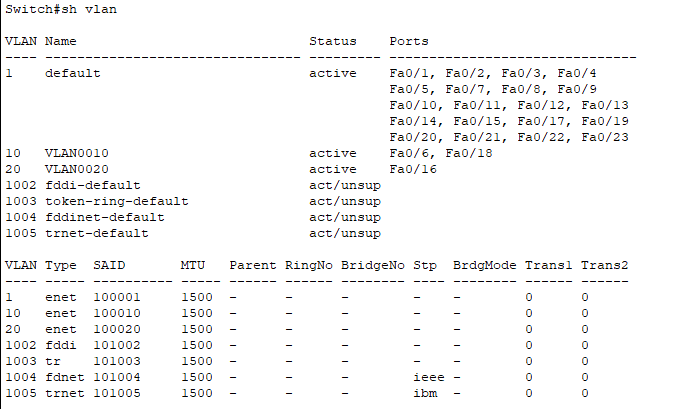 Switch#sh vlan
VLAN Name                             Status    Ports
---- -------------------------------- --------- -------------------------------
1    default                          active    Fa0/1, Fa0/2, Fa0/3, Fa0/4
                                                Fa0/5, Fa0/7, Fa0/8, Fa0/9
                                                Fa0/10, Fa0/11, Fa0/12, Fa0/13
                                                Fa0/14, Fa0/15, Fa0/17, Fa0/19
                                                Fa0/20, Fa0/21, Fa0/22, Fa0/23
10   VLAN0010                         active    Fa0/6, Fa0/18
20   VLAN0020                         active    Fa0/16
1002 fddi-default                     act/unsup
1003 token-ring-default               act/unsup
1004 fddinet-default                  act/unsup
1005 trnet-default                    act/unsup
VLAN Type  SAID       MTU   Parent RingNo BridgeNo Stp  BrdgMode Trans1 Trans2
---- ----- ---------- ----- ------ ------ -------- ---- -------- ------ ------
1    enet  100001     1500  -      -      -        -    -        0      0
10   enet  100010     1500  -      -      -        -    -        0      0
20   enet  100020     1500  -      -      -        -    -        0      0
1002 fddi  101002     1500  -      -      -        -    -        0      0
1003 tr    101003     1500  -      -      -        -    -        0      0
1004 fdnet 101004     1500  -      -      -        ieee -        0      0
1005 trnet 101005     1500  -      -      -        ibm  -        0      0